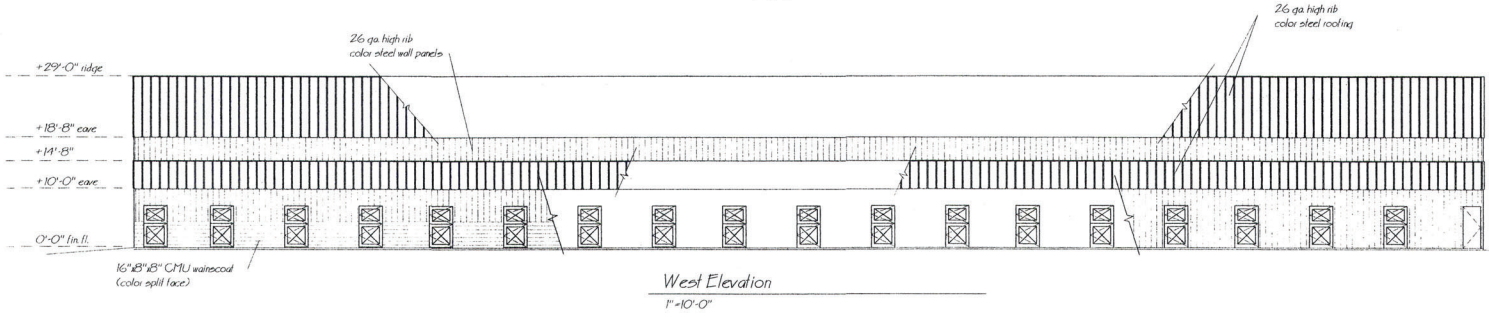 26 ga. high rib
color steel roofing
26 ga. high rib
color steel wall panels
+29'-0" ridge
+18'-8" eave
+14'-8"
+10'-0" eave
0'-0" fin.fl.
16"x8"x8" CMU wainscoat
(color split face)
West Elevation
1"=10'-0"